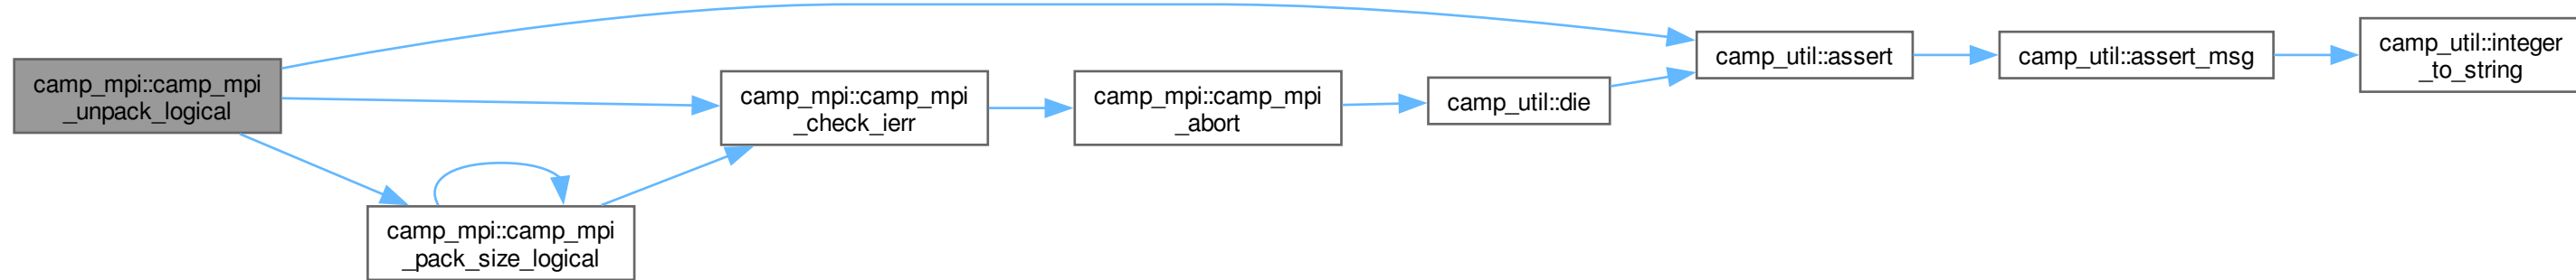 camp_mpi::camp_mpi
_unpack_logical
camp_mpi::camp_mpi
_pack_size_logical
camp_mpi::camp_mpi
_check_ierr
camp_mpi::camp_mpi
_abort
camp_util::die
camp_util::assert
camp_util::assert_msg
camp_util::integer
_to_string